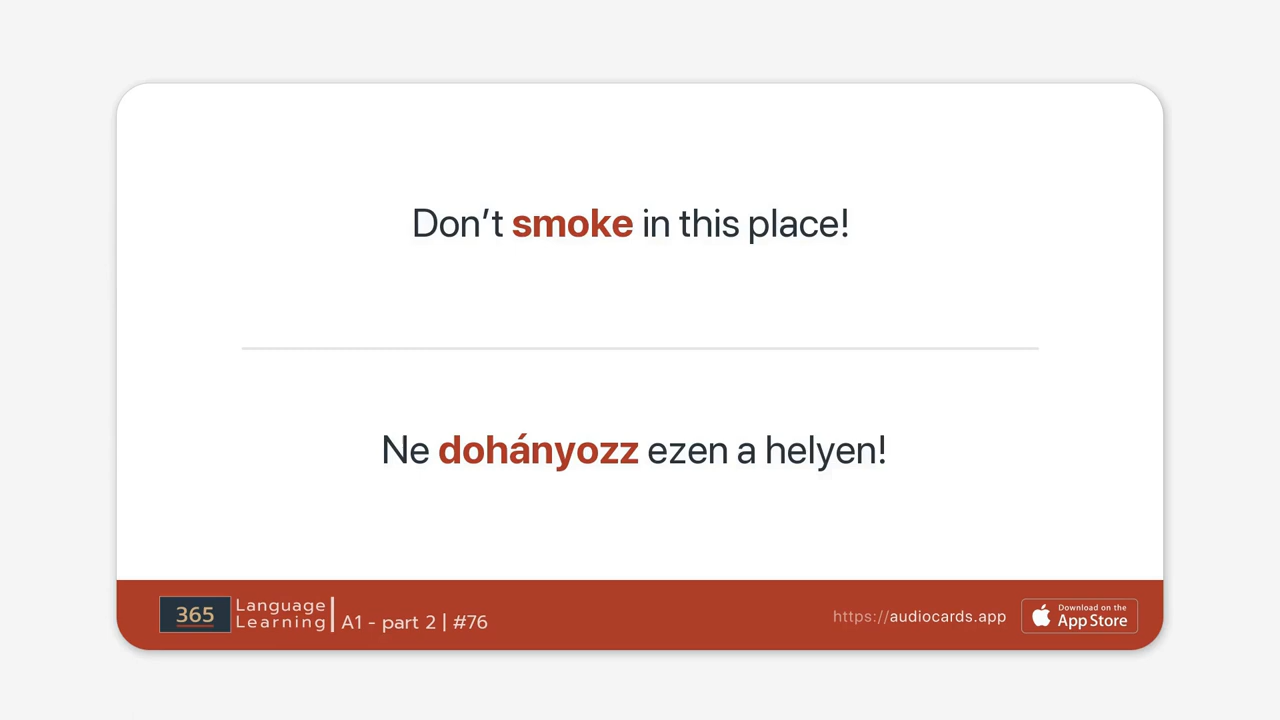 Don’t smoke in this place!
Ne dohányozz ezen a helyen!
365
Language
Learning
A1 - part 2 | #76
https://audiocards.app
Download on the
App Store